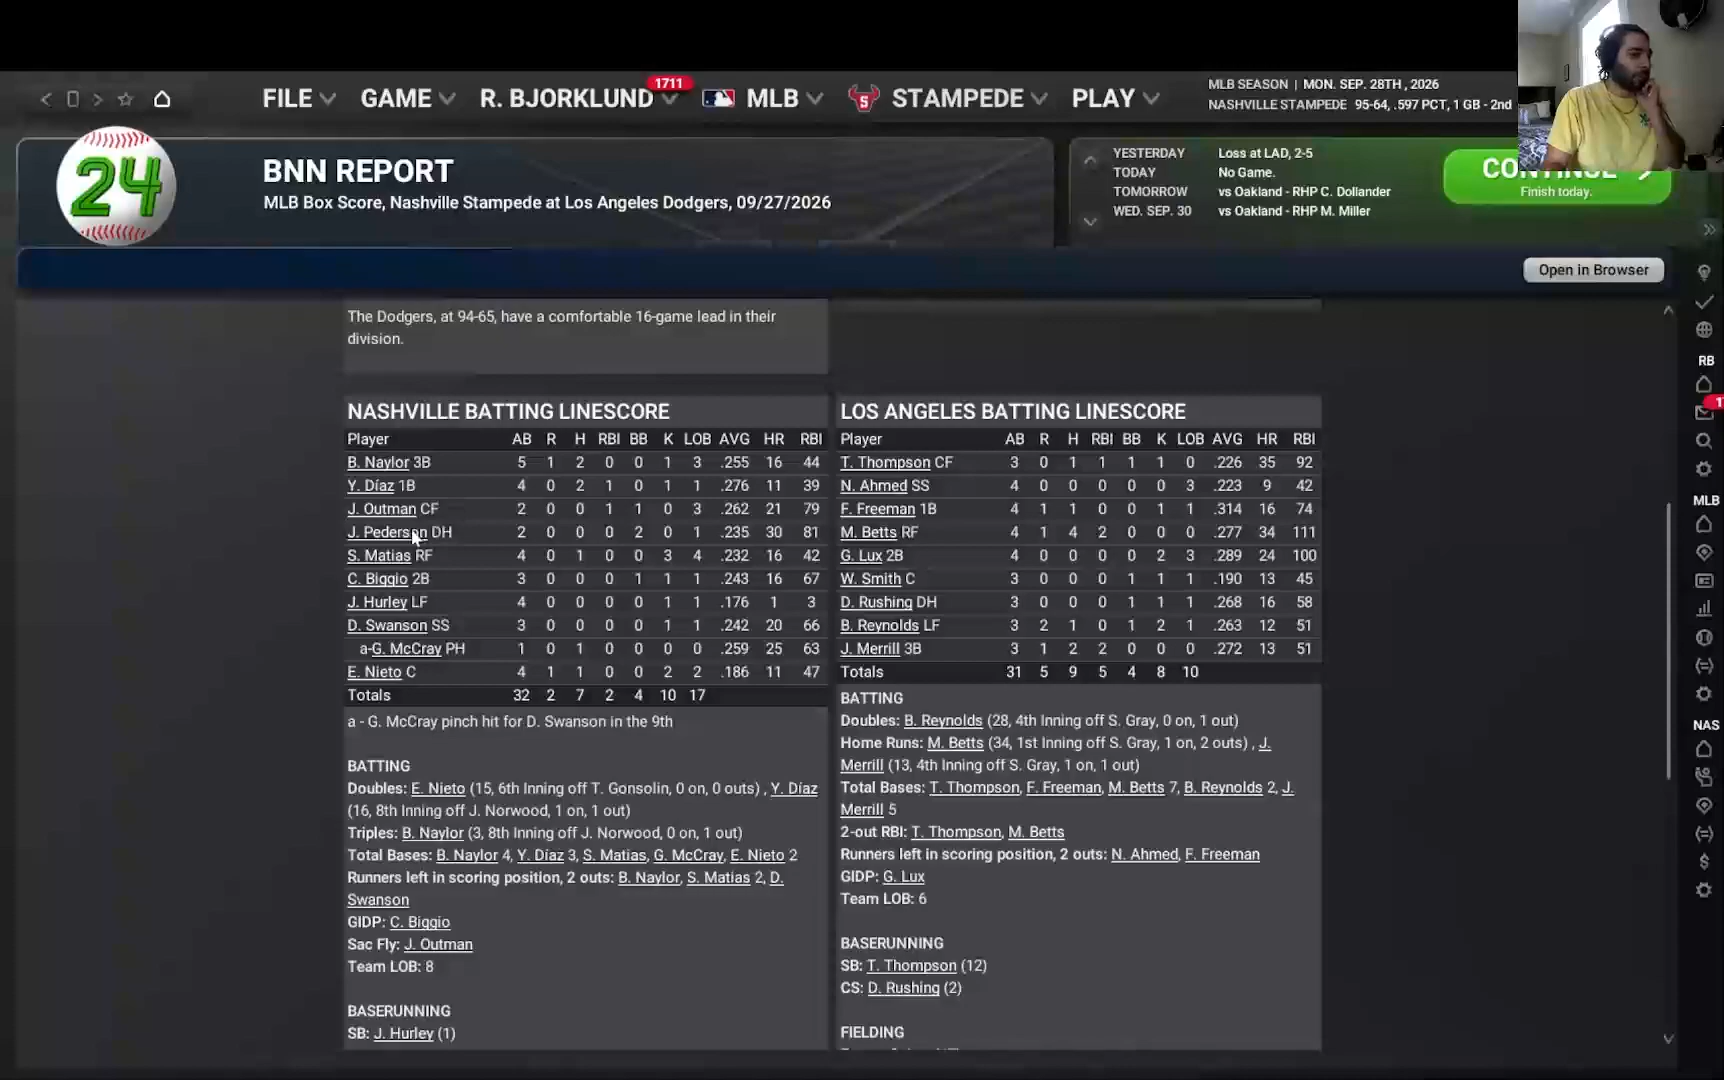 FILE GAME R. BJORKLUND 1711 MLB STAMPEDE PLAY
MLB SEASON | MON. SEP. 28TH , 2026
NASHVILLE STAMPEDE 95-64, .597 PCT, 1 GB - 2nd
24
BNN REPORT
MLB Box Score, Nashville Stampede at Los Angeles Dodgers, 09/27/2026
YESTERDAY Loss at LAD, 2-5
TODAY No Game.
TOMORROW vs Oakland - RHP C. Dollander
WED. SEP. 30 vs Oakland - RHP M. Miller
Finish today.
Open in Browser
The Dodgers, at 94-65, have a comfortable 16-game lead in their
division.
NASHVILLE BATTING LINESCORE
Player AB R H RBI BB K LOB AVG HR RBI
B. Naylor 3B 5 1 2 0 0 1 3 .255 16 44
Y. Díaz 1B 4 0 2 1 0 1 1 .276 11 39
J. Outman CF 2 0 0 1 1 0 3 .262 21 79
J. Pederson DH 2 0 0 0 2 0 1 .235 30 81
S. Matias RF 4 0 1 0 0 3 4 .232 16 42
C. Biggio 2B 3 0 0 0 1 1 1 .243 16 67
J. Hurley LF 4 0 0 0 0 1 1 .176 1 3
D. Swanson SS 3 0 0 0 0 1 1 .242 20 66
a-G. McCray PH 1 0 1 0 0 0 0 .259 25 63
E. Nieto C 4 1 1 0 0 2 2 .186 11 47
Totals 32 2 7 2 4 10 17
a - G. McCray pinch hit for D. Swanson in the 9th
BATTING
Doubles: E. Nieto (15, 6th Inning off T. Gonsolin, 0 on, 0 outs) , Y. Díaz
(16, 8th Inning off J. Norwood, 1 on, 1 out)
Triples: B. Naylor (3, 8th Inning off J. Norwood, 0 on, 1 out)
Total Bases: B. Naylor 4, Y. Díaz 3, S. Matias, G. McCray, E. Nieto 2
Runners left in scoring position, 2 outs: B. Naylor, S. Matias 2, D.
Swanson
GIDP: C. Biggio
Sac Fly: J. Outman
Team LOB: 8
BASERUNNING
SB: J. Hurley (1)
LOS ANGELES BATTING LINESCORE
Player AB R H RBI BB K LOB AVG HR RBI
T. Thompson CF 3 0 1 1 1 1 0 .226 35 92
N. Ahmed SS 4 0 0 0 0 0 3 .223 9 42
F. Freeman 1B 4 1 1 0 0 1 1 .314 16 74
M. Betts RF 4 1 4 2 0 0 0 .277 34 111
G. Lux 2B 4 0 0 0 0 2 3 .289 24 100
W. Smith C 3 0 0 0 1 1 1 .190 13 45
D. Rushing DH 3 0 0 0 1 1 1 .268 16 58
B. Reynolds LF 3 2 1 0 1 2 1 .263 12 51
J. Merrill 3B 3 1 2 2 0 0 0 .272 13 51
Totals 31 5 9 5 4 8 10
BATTING
Doubles: B. Reynolds (28, 4th Inning off S. Gray, 0 on, 1 out)
Home Runs: M. Betts (34, 1st Inning off S. Gray, 1 on, 2 outs) , J.
Merrill (13, 4th Inning off S. Gray, 1 on, 1 out)
Total Bases: T. Thompson, F. Freeman, M. Betts 7, B. Reynolds 2, J.
Merrill 5
2-out RBI: T. Thompson, M. Betts
Runners left in scoring position, 2 outs: N. Ahmed, F. Freeman
GIDP: G. Lux
Team LOB: 6
BASERUNNING
SB: T. Thompson (12)
CS: D. Rushing (2)
FIELDING
RB
MLB
NAS